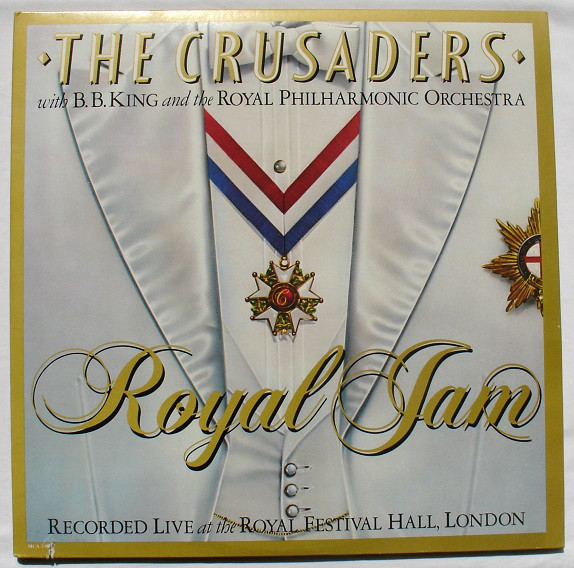 THE CRUSADERS
with B.B. KING and the ROYAL PHILHARMONIC ORCHESTRA
C
Royal Jam
RECORDED LIVE at the ROYAL FESTIVAL HALL, LONDON